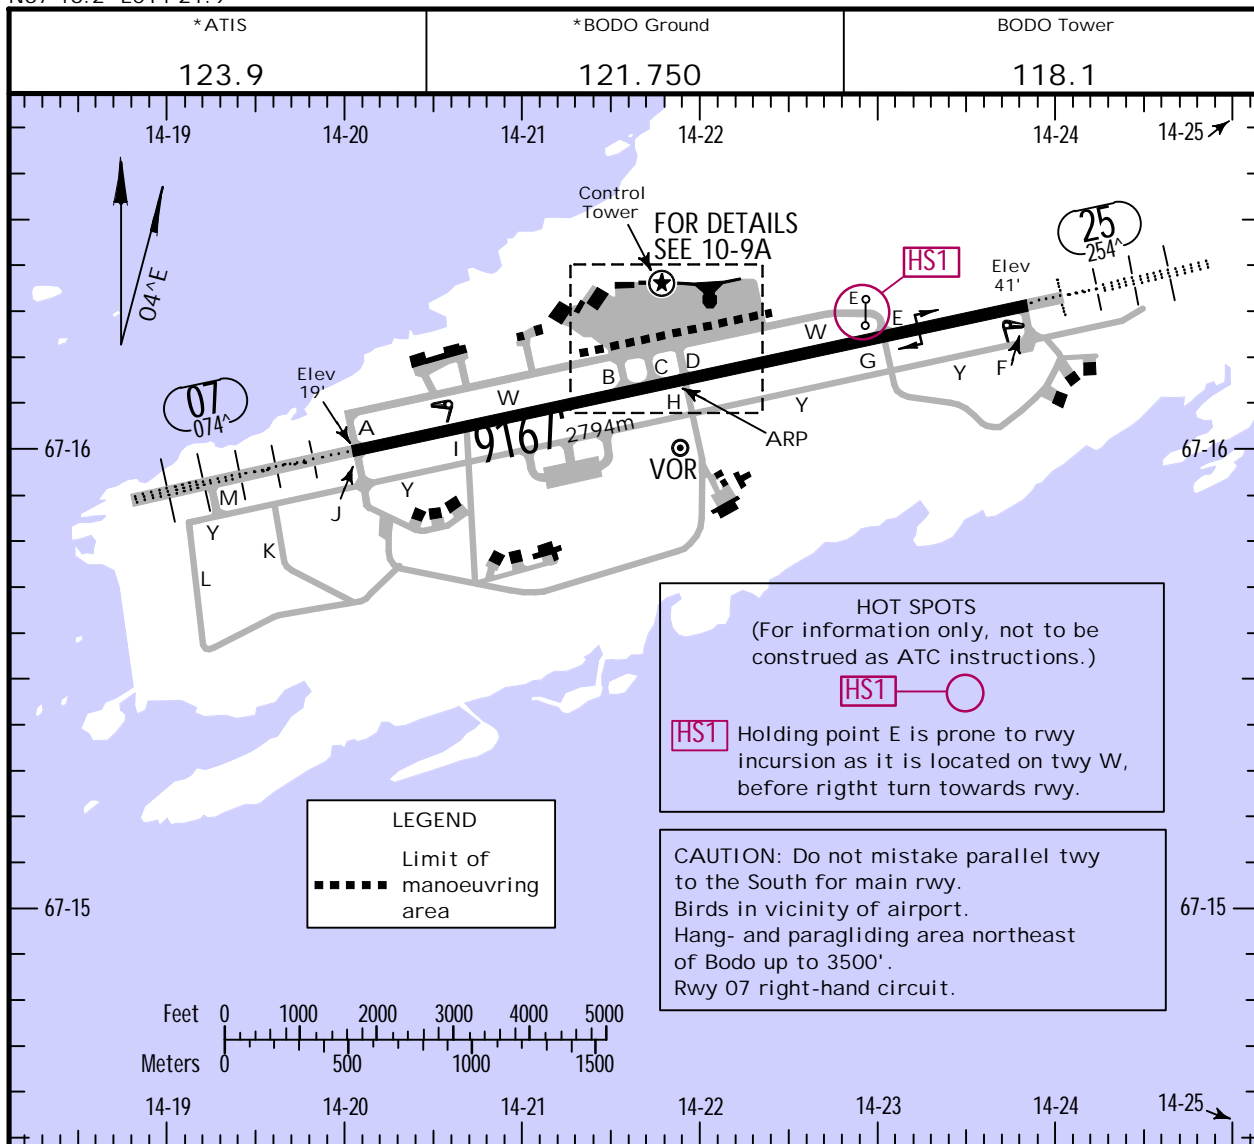 *ATIS
123.9
*BODO Ground
121.750
BODO Tower
118.1
14-19
14-20
14-21
14-22
14-24
14-25
04^E
Control
Tower
FOR DETAILS
SEE 10-9A
HS1
25
254^
Elev
41'
E
E
W
G
F
Y
Elev
19'
07
074^
A
W
B
C
D
H
Y
I
9167'
2794m
ARP
VOR
67-16
67-16
M
Y
J
Y
K
L
HOT SPOTS
(For information only, not to be
construed as ATC instructions.)
HS1
HS1 Holding point E is prone to rwy
incursion as it is located on twy W,
before rigtht turn towards rwy.
LEGEND
Limit of
manoeuvring
area
CAUTION: Do not mistake parallel twy
to the South for main rwy.
Birds in vicinity of airport.
Hang- and paragliding area northeast
of Bodo up to 3500'.
Rwy 07 right-hand circuit.
67-15
67-15
Feet 0 1000 2000 3000 4000 5000
Meters 0 500 1000 1500
14-19
14-20
14-21
14-22
14-23
14-24
14-25